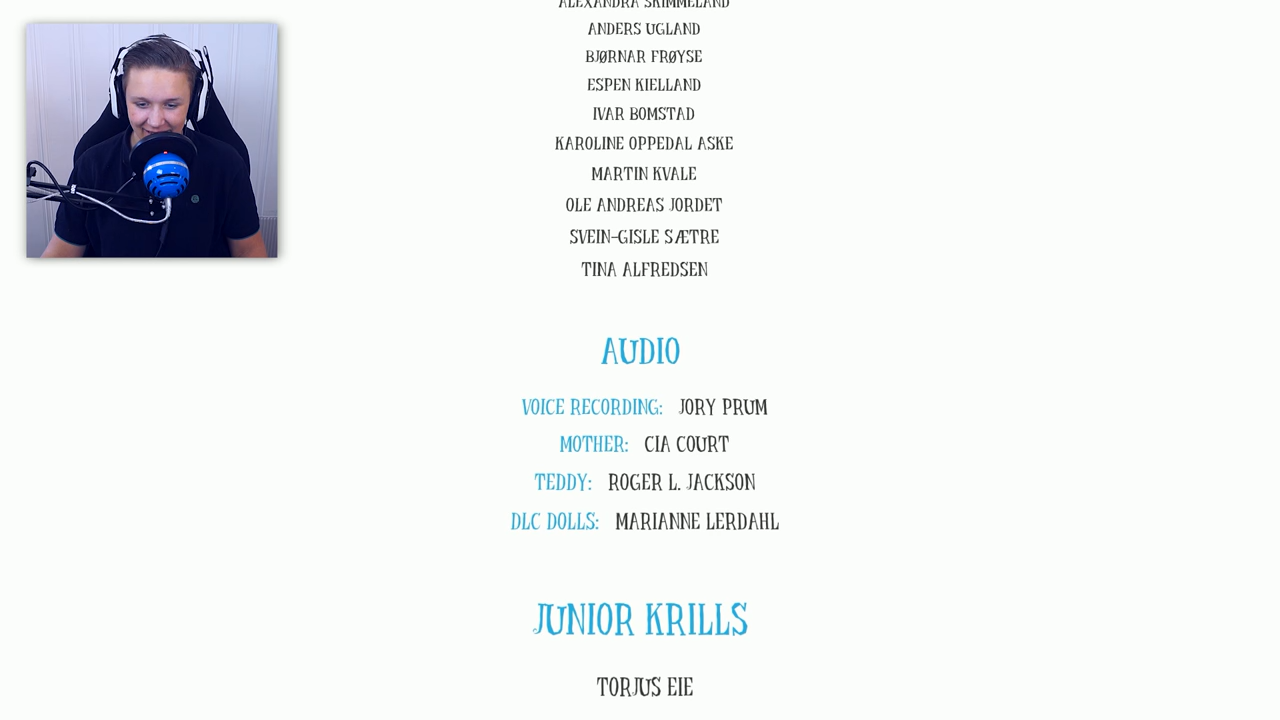 ALEXANDRA SKIMMELAND
ANDERS UGLAND
BJØRNAR FRØYSE
ESPEN KIELLAND
IVAR BOMSTAD
KAROLINE OPPEDAL ASKE
MARTIN KVALE
OLE ANDREAS JORDET
SVEIN-GISLE SÆTRE
TINA ALFREDSEN
AUDIO
VOICE RECORDING: JORY PRUM
MOTHER: CIA COURT
TEDDY: ROGER L. JACKSON
DLC DOLLS: MARIANNE LERDAHL
JUNIOR KRILLS
TORJUS EIE